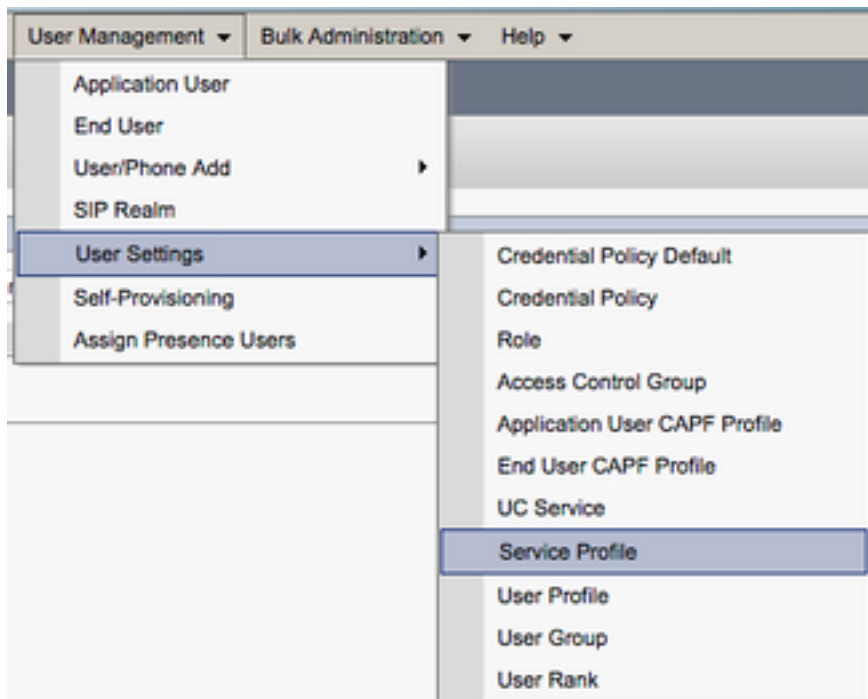 User Management Bulk Administration Help
Application User
End User
User/Phone Add
SIP Realm
User Settings
Self-Provisioning
Assign Presence Users
Credential Policy Default
Credential Policy
Role
Access Control Group
Application User CAPF Profile
End User CAPF Profile
UC Service
Service Profile
User Profile
User Group
User Rank